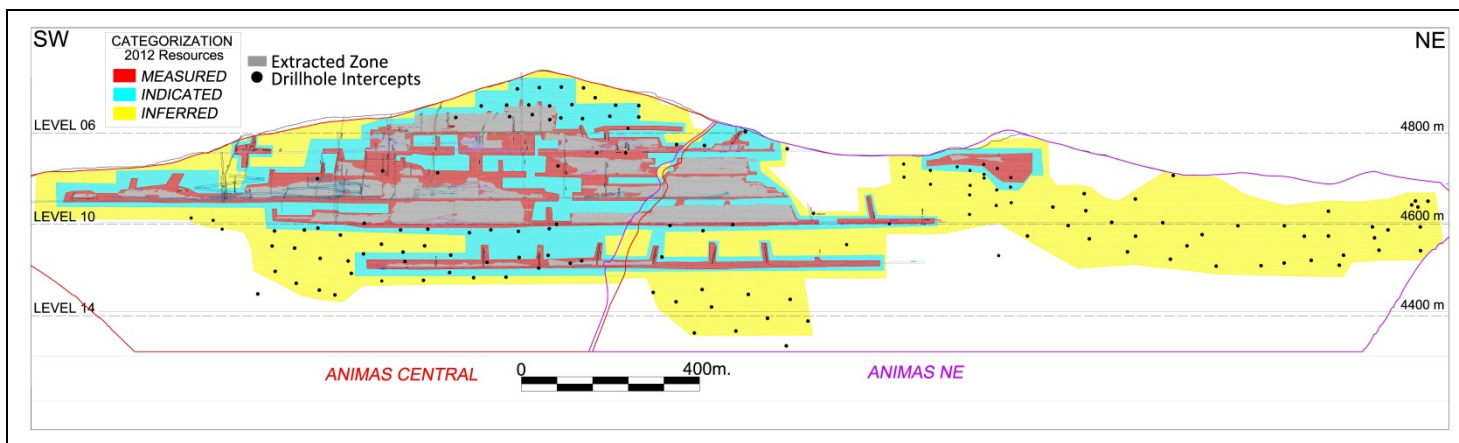 SW
NE
CATEGORIZATION
2012 Resources
MEASURED
INDICATED
INFERRED
Extracted Zone
Drillhole Intercepts
LEVEL 06
4800 m
LEVEL 10
4600 m
LEVEL 14
4400 m
ANIMAS CENTRAL
0
400m.
ANIMAS NE